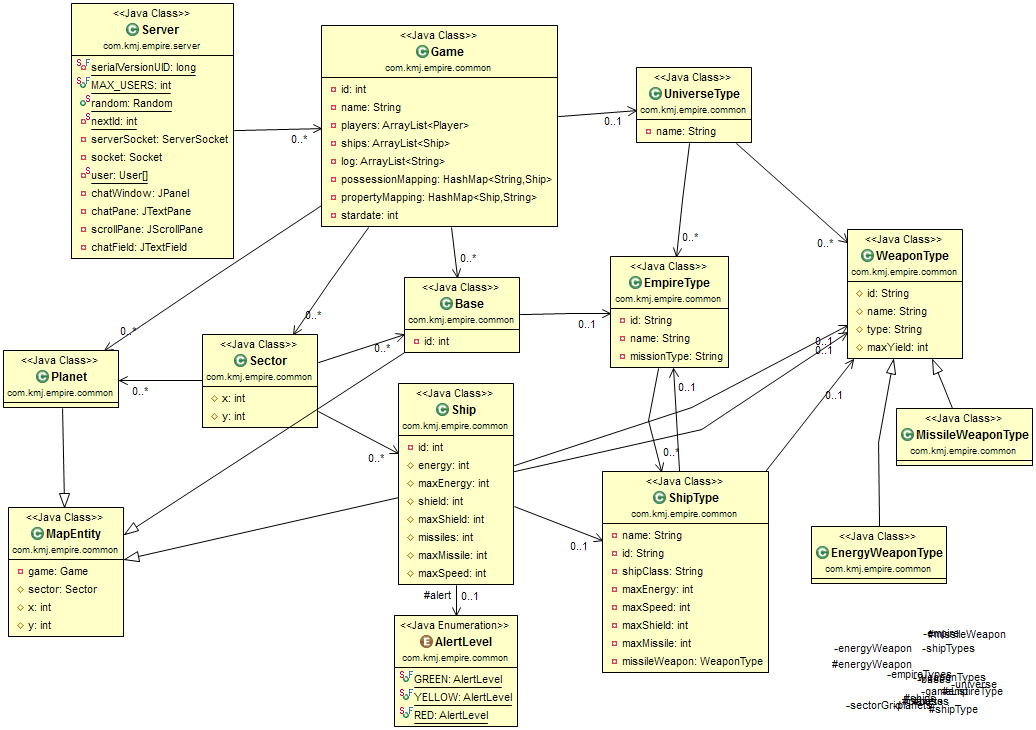 <<Java Class>>
Server
com.kmj.empire.server
serialVersionUID: long
MAX_USERS: int
random: Random
nextId: int
serverSocket: ServerSocket
socket: Socket
user: User[]
chatWindow: JPanel
chatPane: JTextPane
scrollPane: JScrollPane
chatField: JTextField
0..*
<<Java Class>>
Game
com.kmj.empire.common
id: int
name: String
players: ArrayList<Player>
ships: ArrayList<Ship>
log: ArrayList<String>
possessionMapping: HashMap<String,Ship>
propertyMapping: HashMap<Ship,String>
stardate: int
0..1
<<Java Class>>
UniverseType
com.kmj.empire.common
name: String
0..*
0..*
0..*
0..*
0..*
<<Java Class>>
WeaponType
com.kmj.empire.common
id: String
name: String
type: String
maxYield: int
<<Java Class>>
EmpireType
com.kmj.empire.common
id: String
name: String
missionType: String
<<Java Class>>
Base
com.kmj.empire.common
id: int
0..1
<<Java Class>>
Sector
com.kmj.empire.common
x: int
y: int
0..*
0..*
0..*
<<Java Class>>
Planet
com.kmj.empire.common
<<Java Class>>
Ship
com.kmj.empire.common
id: int
energy: int
maxEnergy: int
shield: int
maxShield: int
missiles: int
maxMissile: int
maxSpeed: int
0..1
0..1
0..1
0..1
0..*
0..1
<<Java Class>>
MissileWeaponType
com.kmj.empire.common
<<Java Class>>
ShipType
com.kmj.empire.common
name: String
id: String
shipClass: String
maxEnergy: int
maxSpeed: int
maxShield: int
maxMissile: int
missileWeapon: WeaponType
<<Java Class>>
EnergyWeaponType
com.kmj.empire.common
<<Java Class>>
MapEntity
com.kmj.empire.common
game: Game
sector: Sector
x: int
y: int
#alert
0..1
<<Java Enumeration>>
AlertLevel
com.kmj.empire.common
GREEN: AlertLevel
YELLOW: AlertLevel
RED: AlertLevel
-empire
#missileWeapon
-energyWeapon
-shipTypes
#energyWeapon
-empireTypes
-universe
#shipType